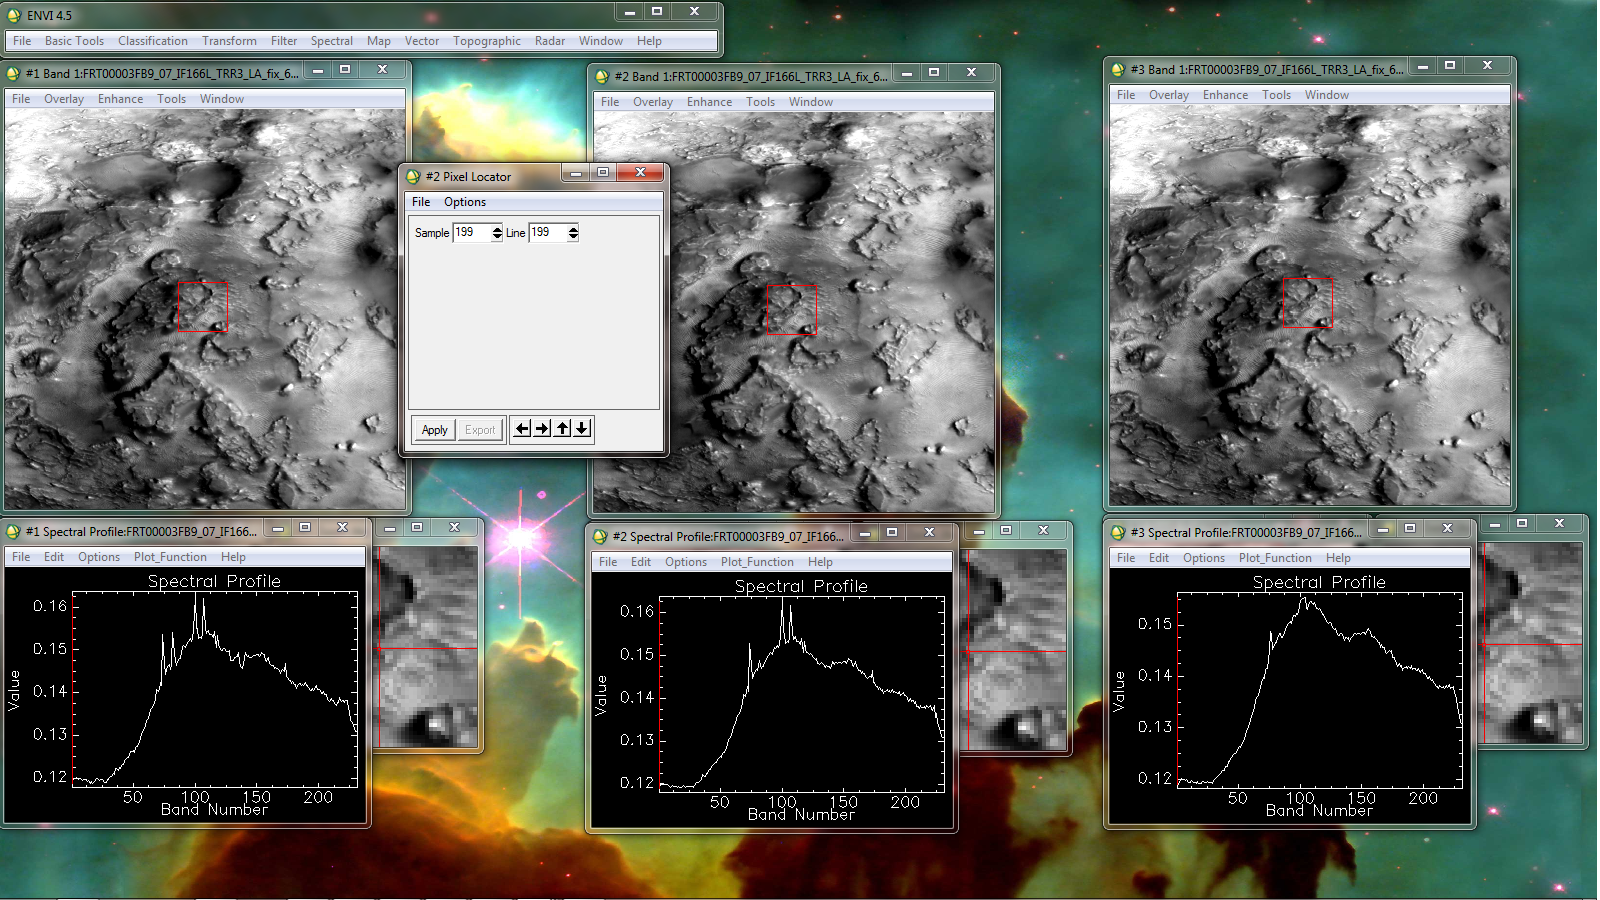 ENVI 4.5
File Basic Tools Classification Transform Filter Spectral Map Vector Topographic Radar Window Help
#1 Band 1:FRT00003FB9_07_IF166L_TRR3_LA_fix_6...
File Overlay Enhance Tools Window
#2 Band 1:FRT00003FB9_07_IF166L_TRR3_LA_fix_6...
File Overlay Enhance Tools Window
#3 Band 1:FRT00003FB9_07_IF166L_TRR3_LA_fix_6...
File Overlay Enhance Tools Window
#2 Pixel Locator
File Options
Sample 199 Line 199
Apply Export
#1 Spectral Profile:FRT00003FB9_07_IF166...
File Edit Options Plot_Function Help
Spectral Profile
0.16
0.15
0.14
0.13
0.12
Value
50 100 150 200
Band Number
#2 Spectral Profile:FRT00003FB9_07_IF166...
File Edit Options Plot_Function Help
Spectral Profile
0.16
0.15
0.14
0.13
0.12
Value
50 100 150 200
Band Number
#3 Spectral Profile:FRT00003FB9_07_IF166...
File Edit Options Plot_Function Help
Spectral Profile
0.15
0.14
0.13
0.12
Value
50 100 150 200
Band Number